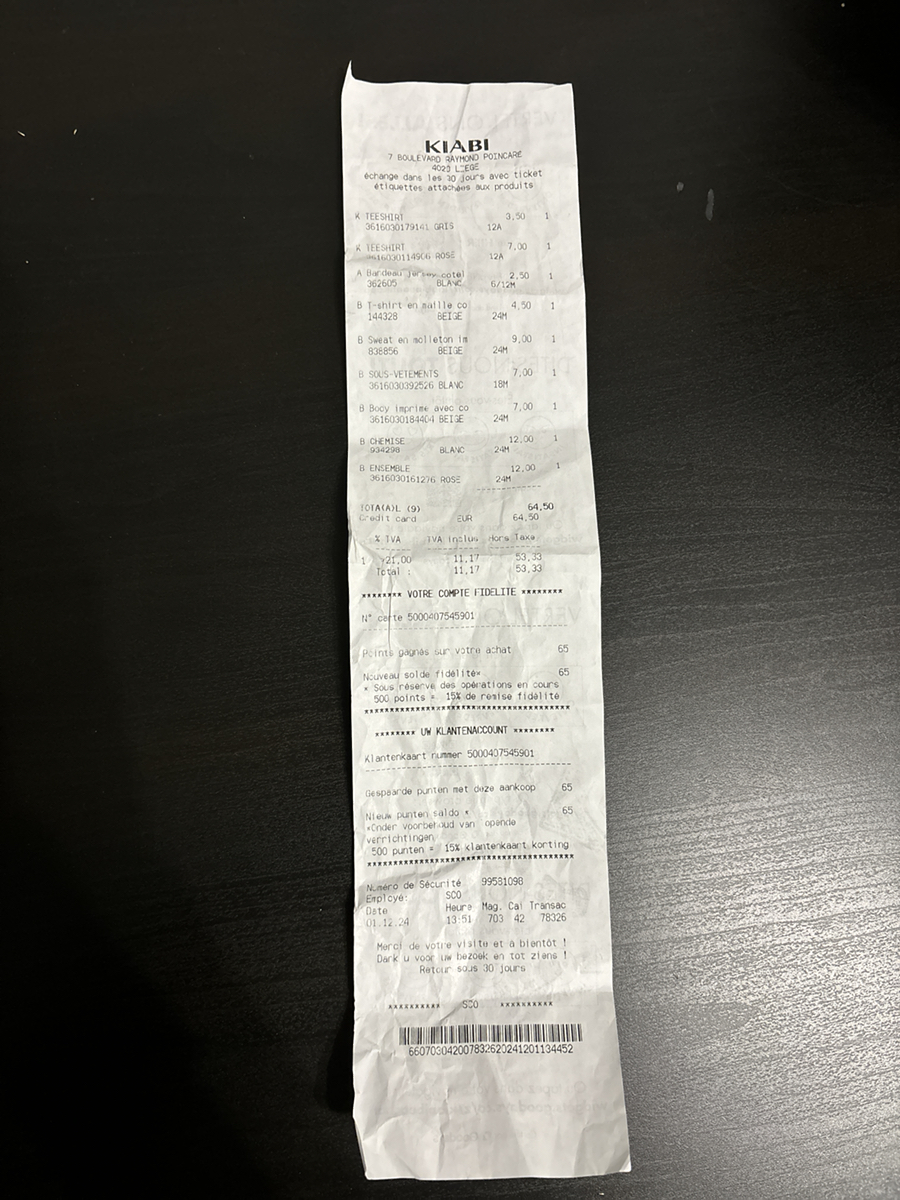 KIABI
7 BOULEVARD RAYMOND POINCARE
4020 LIEGE
échange dans les 30 jours avec ticket
étiquettes attachées aux produits
K TEESHIRT 3,50 1
3616030179141 GRIS 12A
K TEESHIRT 7,00 1
3616030114906 ROSE 12A
A Bardeau jersey cotel 2,50 1
362605 BLANC 6/12M
B T-shirt en maille co 4,50 1
144328 BEIGE 24M
B Sweat en molleton im 9,00 1
838856 BEIGE 24M
B SOUS-VETEMENTS 7,00 1
3616030392526 BLANC 18M
B Body imprime avec co 7,00 1
3616030184404 BEIGE 24M
B CHEMISE 12,00 1
934298 BLANC 24M
B ENSEMBLE 12,00 1
3616030161276 ROSE 24M
TOTA(A)L (9) 64,50
Credit card EUR 64,50
% TVA TVA inclus Hors Taxe
1 >21,00 11,17 53,33
Total : 11,17 53,33
******** VOTRE COMPTE FIDELITE ********
N° carte 5000407545901
Points gagnés sur votre achat 65
Nouveau solde fidélité* 65
* Sous réserve des opérations en cours
500 points = 15% de remise fidélité
****************************************
******** UW KLANTENACCOUNT ********
Klantenkaart nummer 5000407545901
Gespaarde punten met deze aankoop 65
Nieuw punten saldo * 65
*Onder voorbehoud van opende
verrichtingen
500 punten = 15% klantenkaart korting
****************************************
Numéro de Sécurité 99581098
Employé: SCO
Date Heure Mag. Cai Transac
01.12.24 13:51 703 42 78326
Merci de votre visite et à bientôt !
Dank u voor uw bezoek en tot ziens !
Retour sous 30 jours
********** SCO **********
660703042007832620241201134452